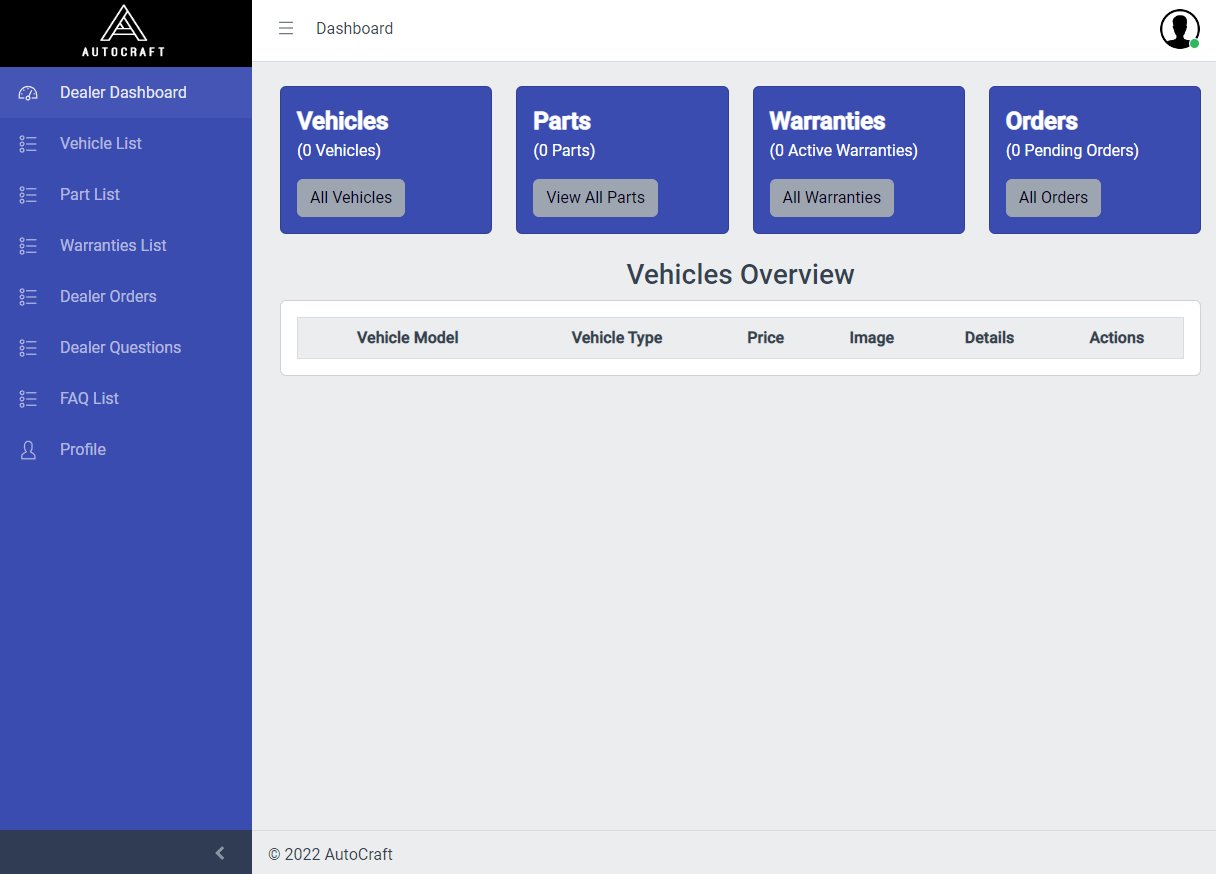 AUTOCRAFT
Dashboard
Dealer Dashboard
Vehicle List
Part List
Warranties List
Dealer Orders
Dealer Questions
FAQ List
Profile
Vehicles
(0 Vehicles)
All Vehicles
Parts
(0 Parts)
View All Parts
Warranties
(0 Active Warranties)
All Warranties
Orders
(0 Pending Orders)
All Orders
Vehicles Overview
Vehicle Model Vehicle Type Price Image Details Actions
© 2022 AutoCraft